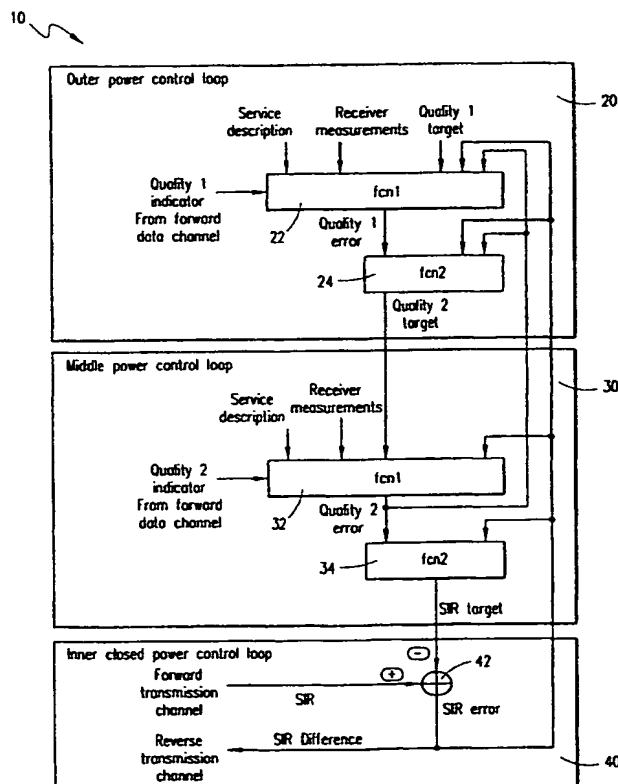 10
Outer power control loop
20
Service
description
Receiver
measurements
Quality 1
target
Quality 1
indicator
From forward
data channel
fcn1
22
Quality 1
error
24
fcn2
Quality 2
target
Middle power control loop
30
Service
description
Receiver
measurements
Quality 2
indicator
From forward
data channel
fcn1
32
Quality 2
error
34
fcn2
SIR target
Inner closed power control loop
-
42
+
Forward
transmission
channel
SIR
SIR error
Reverse
transmission
channel
SIR Difference
40